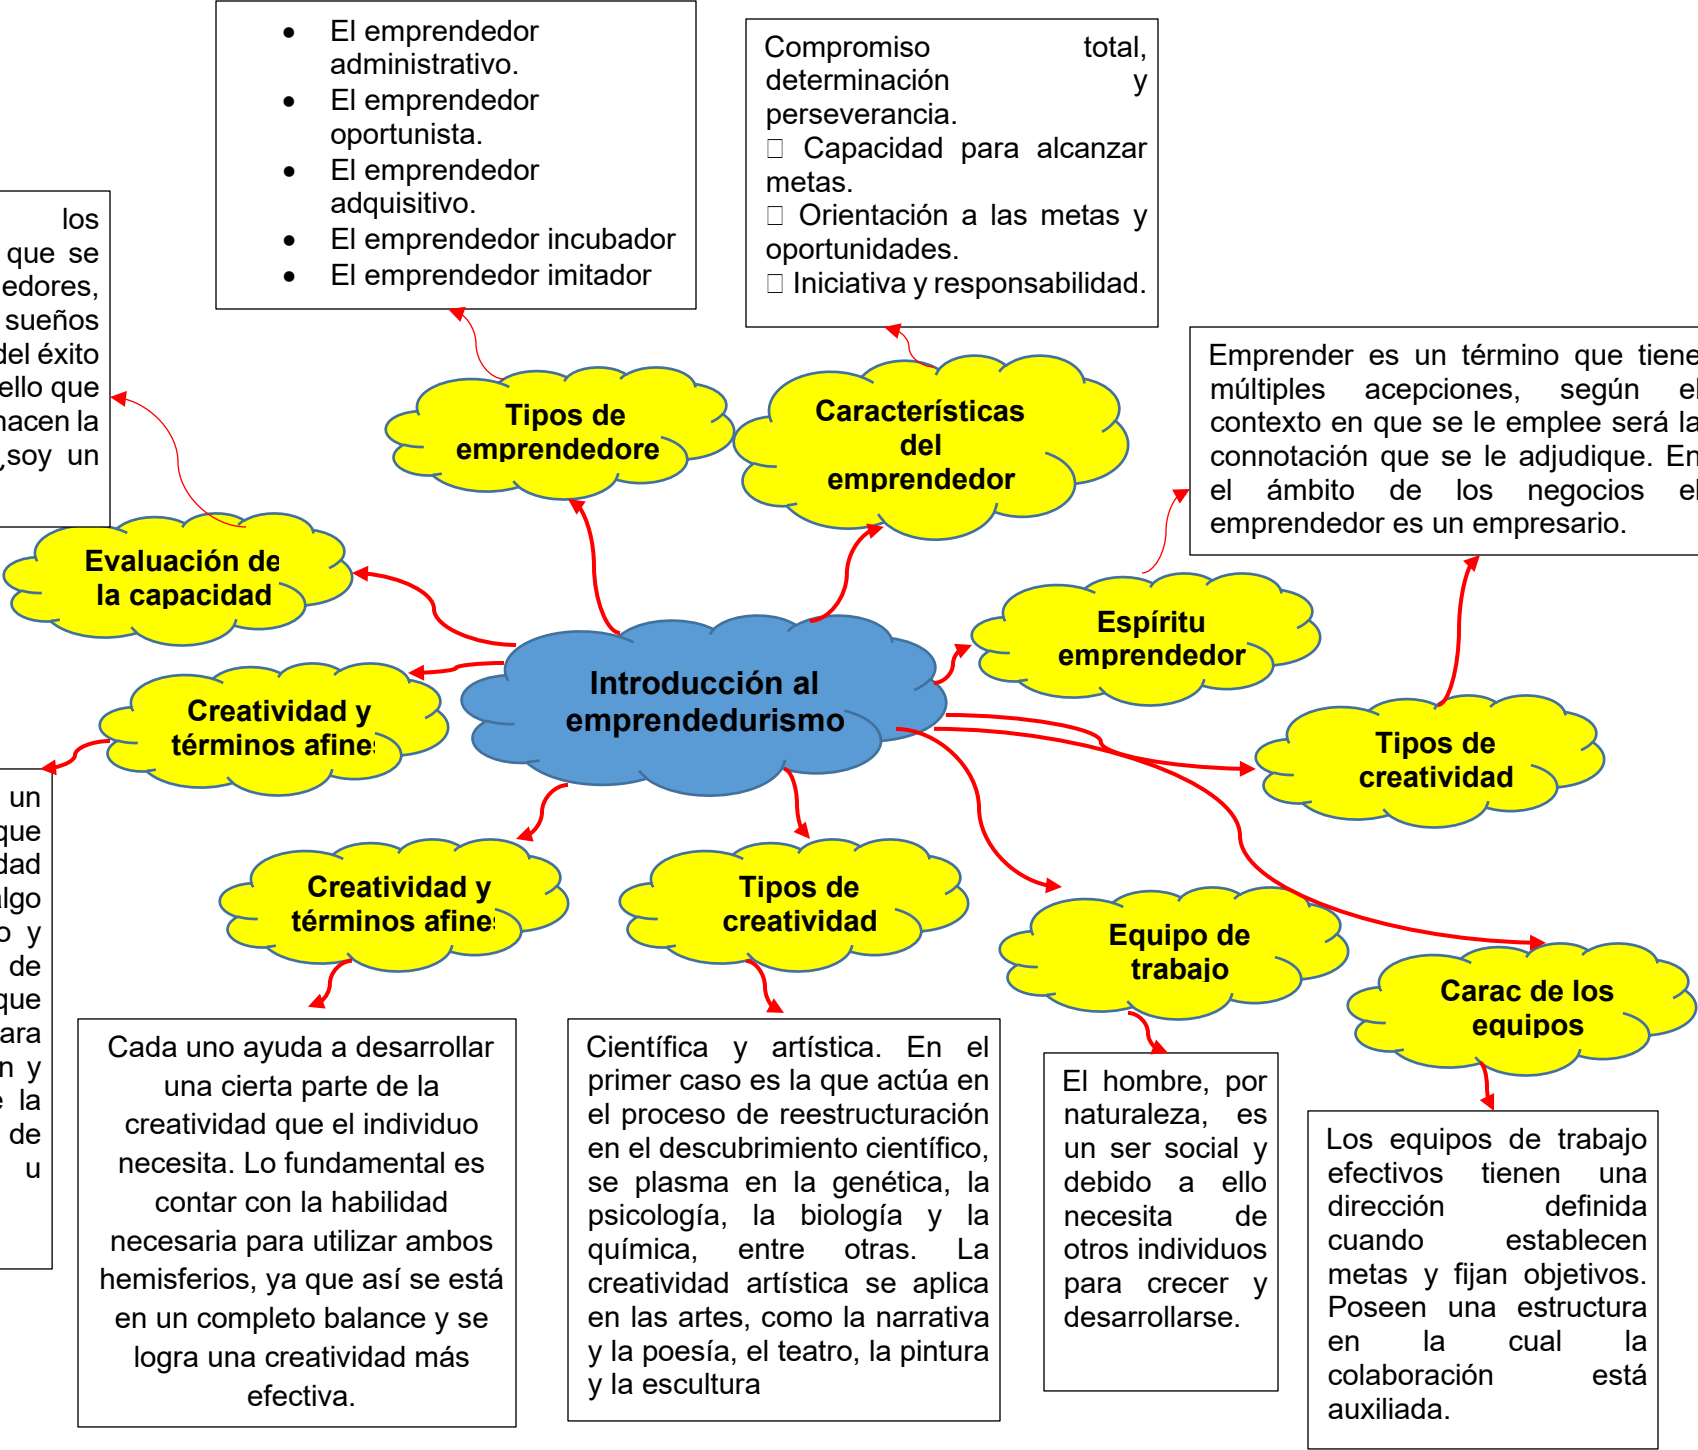 • El emprendedor
administrativo.
• El emprendedor
oportunista.
• El emprendedor
adquisitivo.
• El emprendedor incubador
• El emprendedor imitador
Compromiso total,
determinación y
perseverancia.
□ Capacidad para alcanzar
metas.
□ Orientación a las metas y
oportunidades.
□ Iniciativa y responsabilidad.
los
que se
edores,
sueños
del éxito
ello que
hacen la
¿soy un
Emprender es un término que tiene
múltiples acepciones, según el
contexto en que se le emplee será la
connotación que se le adjudique. En
el ámbito de los negocios el
emprendedor es un empresario.
Tipos de
emprendedore
Características
del
emprendedor
Evaluación de
la capacidad
Espíritu
emprendedor
Creatividad y
términos afines
Introducción al
emprendedurismo
Tipos de
creatividad
un
que
dad
algo
o y
de
que
ara
n y
e la
de
u
Creatividad y
términos afines
Tipos de
creatividad
Equipo de
trabajo
Carac de los
equipos
Cada uno ayuda a desarrollar
una cierta parte de la
creatividad que el individuo
necesita. Lo fundamental es
contar con la habilidad
necesaria para utilizar ambos
hemisferios, ya que así se está
en un completo balance y se
logra una creatividad más
efectiva.
Científica y artística. En el
primer caso es la que actúa en
el proceso de reestructuración
en el descubrimiento científico,
se plasma en la genética, la
psicología, la biología y la
química, entre otras. La
creatividad artística se aplica
en las artes, como la narrativa
y la poesía, el teatro, la pintura
y la escultura
El hombre, por
naturaleza, es
un ser social y
debido a ello
necesita de
otros individuos
para crecer y
desarrollarse.
Los equipos de trabajo
efectivos tienen una
dirección definida
cuando establecen
metas y fijan objetivos.
Poseen una estructura
en la cual la
colaboración está
auxiliada.